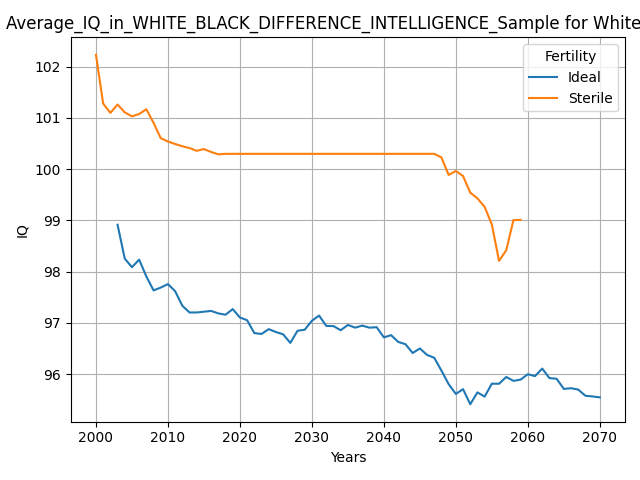 Average_IQ_in_WHITE_BLACK_DIFFERENCE_INTELLIGENCE_Sample for White
Fertility
Ideal
Sterile
102
101
100
99
98
97
96
IQ
2000 2010 2020 2030 2040 2050 2060 2070
Years